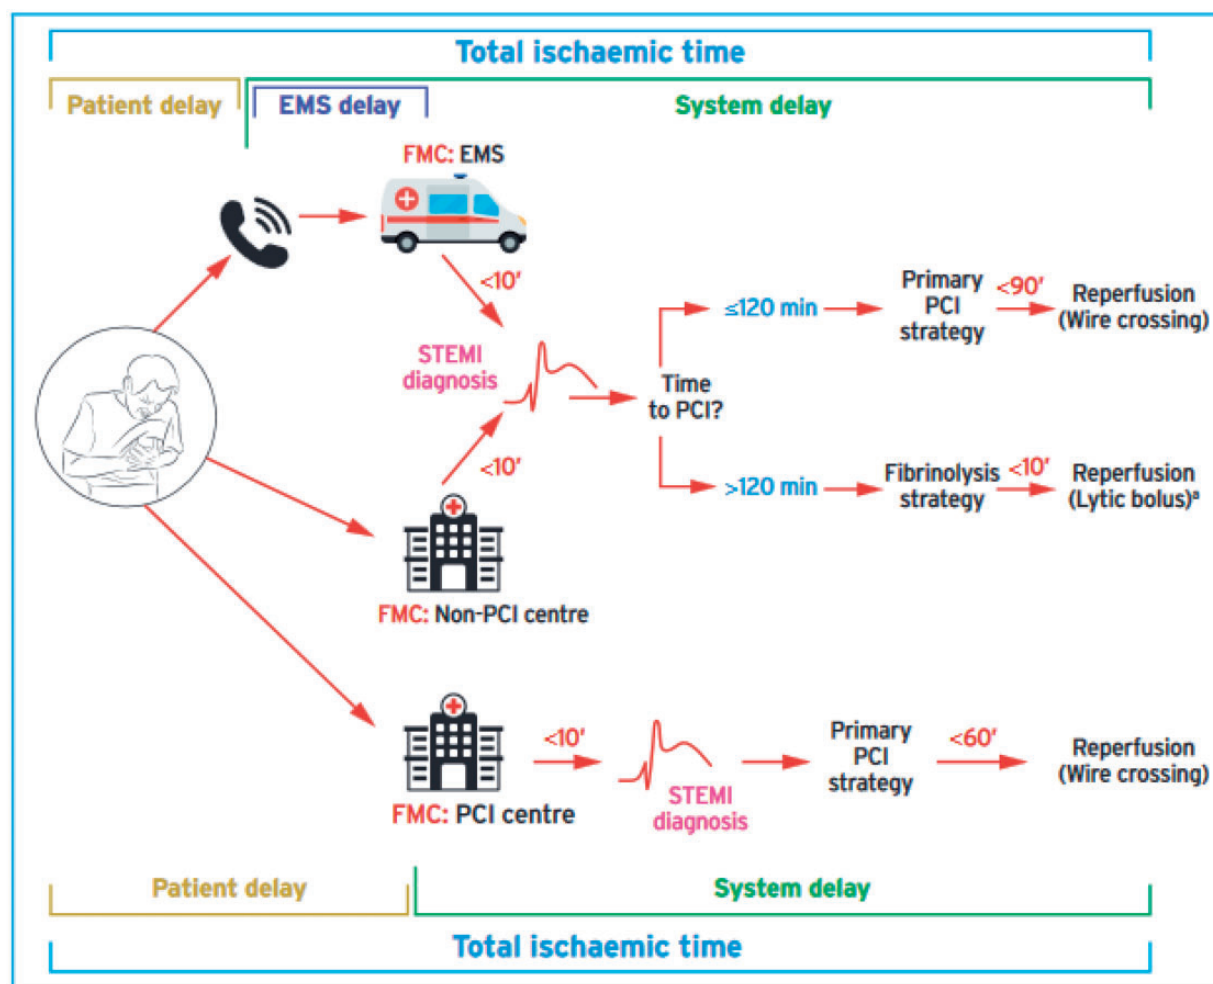 Total ischaemic time
Patient delay
EMS delay
System delay
FMC: EMS
<10'
STEMI
diagnosis
<10'
FMC: Non-PCI centre
Time
to PCI?
≤120 min
Primary
PCI
strategy
<90'
Reperfusion
(Wire crossing)
>120 min
Fibrinolysis
strategy
<10'
Reperfusion
(Lytic bolus)ª
FMC: PCI centre
<10'
STEMI
diagnosis
Primary
PCI
strategy
<60'
Reperfusion
(Wire crossing)
Patient delay
System delay
Total ischaemic time